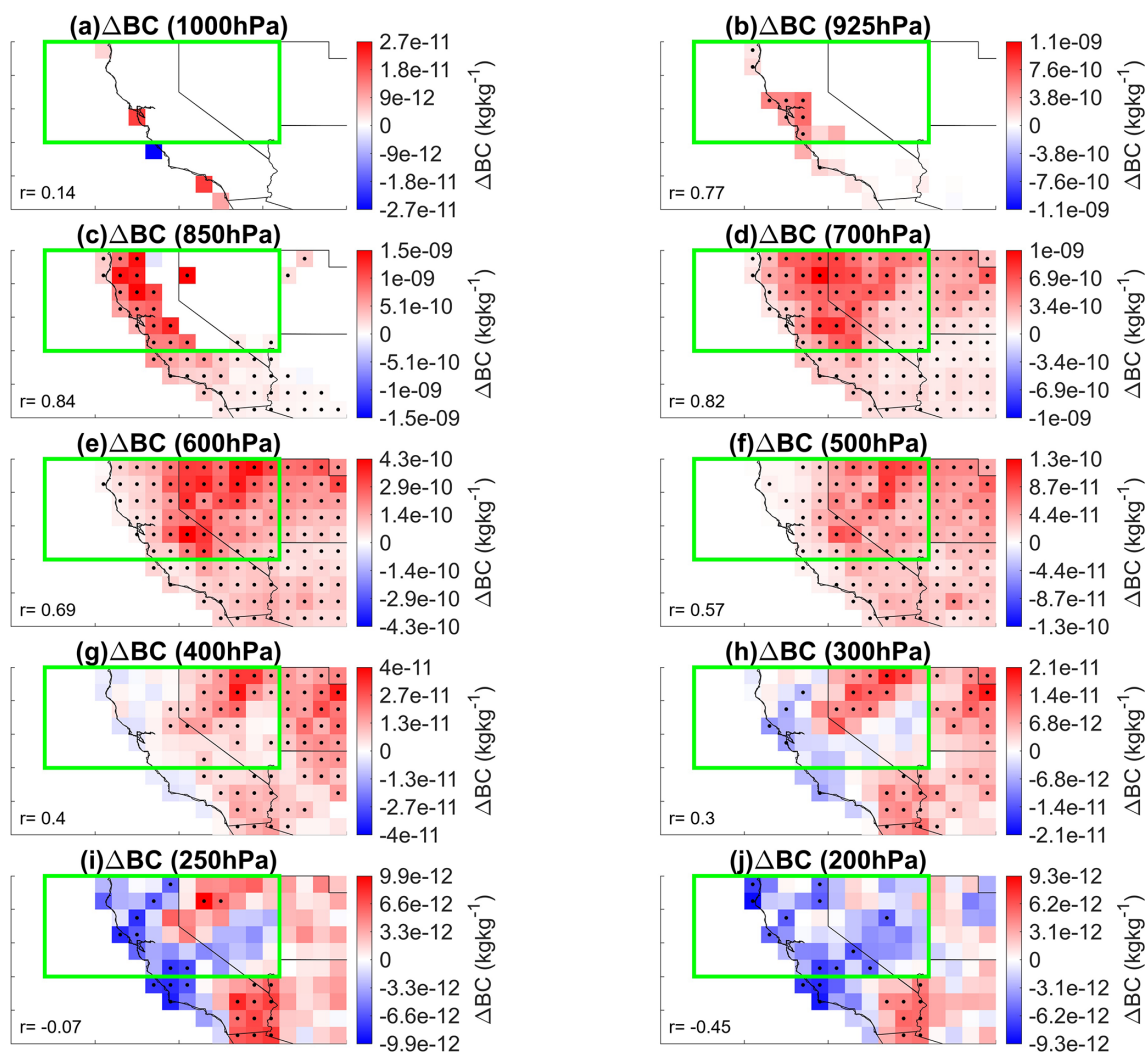 (a)ΔBC (1000hPa)
2.7e-11
1.8e-11
9e-12
0
-9e-12
-1.8e-11
-2.7e-11
ΔBC (kgkg⁻¹)
r= 0.14
(b)ΔBC (925hPa)
1.1e-09
7.6e-10
3.8e-10
0
-3.8e-10
-7.6e-10
-1.1e-09
ΔBC (kgkg⁻¹)
r= 0.77
(c)ΔBC (850hPa)
1.5e-09
1e-09
5.1e-10
0
-5.1e-10
-1e-09
-1.5e-09
ΔBC (kgkg⁻¹)
r= 0.84
(d)ΔBC (700hPa)
1e-09
6.9e-10
3.4e-10
0
-3.4e-10
-6.9e-10
-1e-09
ΔBC (kgkg⁻¹)
r= 0.82
(e)ΔBC (600hPa)
4.3e-10
2.9e-10
1.4e-10
0
-1.4e-10
-2.9e-10
-4.3e-10
ΔBC (kgkg⁻¹)
r= 0.69
(f)ΔBC (500hPa)
1.3e-10
8.7e-11
4.4e-11
0
-4.4e-11
-8.7e-11
-1.3e-10
ΔBC (kgkg⁻¹)
r= 0.57
(g)ΔBC (400hPa)
4e-11
2.7e-11
1.3e-11
0
-1.3e-11
-2.7e-11
-4e-11
ΔBC (kgkg⁻¹)
r= 0.4
(h)ΔBC (300hPa)
2.1e-11
1.4e-11
6.8e-12
0
-6.8e-12
-1.4e-11
-2.1e-11
ΔBC (kgkg⁻¹)
r= 0.3
(i)ΔBC (250hPa)
9.9e-12
6.6e-12
3.3e-12
0
-3.3e-12
-6.6e-12
-9.9e-12
ΔBC (kgkg⁻¹)
r= -0.07
(j)ΔBC (200hPa)
9.3e-12
6.2e-12
3.1e-12
0
-3.1e-12
-6.2e-12
-9.3e-12
ΔBC (kgkg⁻¹)
r= -0.45